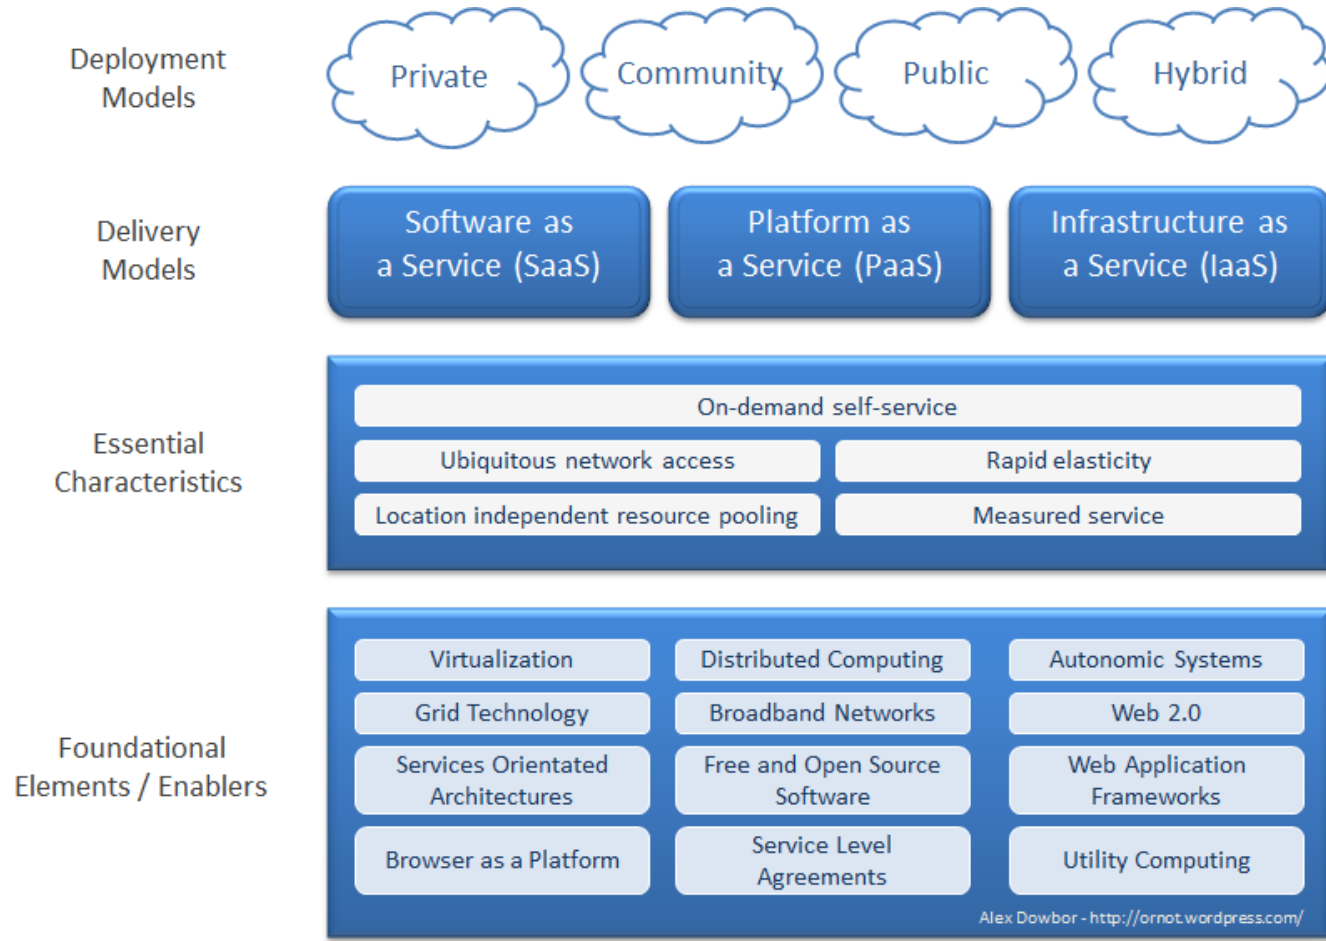 Deployment
Models
Private
Community
Public
Hybrid
Delivery
Models
Software as
a Service (SaaS)
Platform as
a Service (PaaS)
Infrastructure as
a Service (IaaS)
Essential
Characteristics
On-demand self-service
Ubiquitous network access
Rapid elasticity
Location independent resource pooling
Measured service
Foundational
Elements / Enablers
Virtualization
Distributed Computing
Autonomic Systems
Grid Technology
Broadband Networks
Web 2.0
Services Orientated
Architectures
Free and Open Source
Software
Web Application
Frameworks
Browser as a Platform
Service Level
Agreements
Utility Computing
Alex Dowbor - http://ornot.wordpress.com/